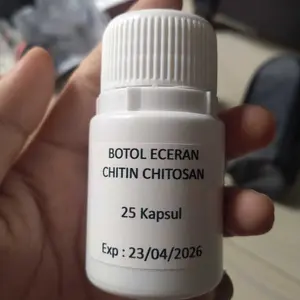 BOTOL ECERAN
CHITIN CHITOSAN
25 Kapsul
Exp : 23/04/2026